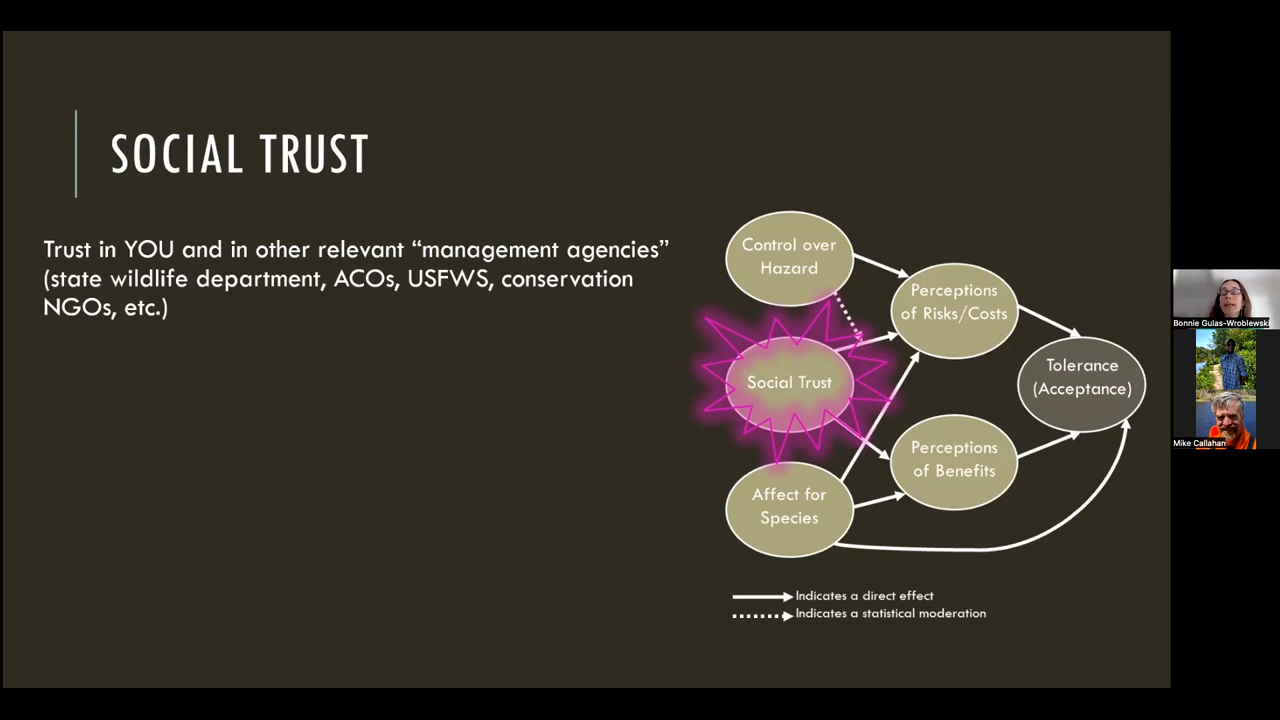 SOCIAL TRUST
Trust in YOU and in other relevant “management agencies”
(state wildlife department, ACOs, USFWS, conservation
NGOs, etc.)
Control over
Hazard
Perceptions
of Risks/Costs
Social Trust
Tolerance
(Acceptance)
Perceptions
of Benefits
Affect for
Species
Indicates a direct effect
Indicates a statistical moderation
Bonnie Gulas-Wroblewski
Mike Callahan